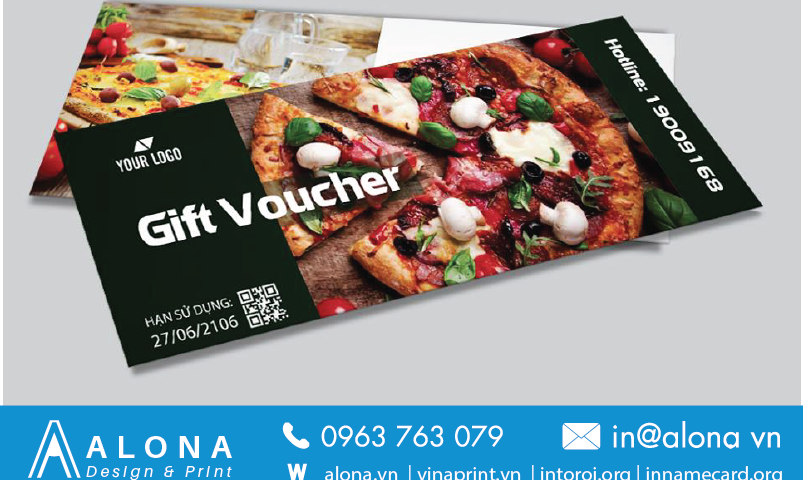 YOUR LOGO
Gift Voucher
HẠN SỬ DỤNG:
27/06/2106
Hotline: 19009168
ALONA
Design & Print
0963 763 079
in@alona vn
W alona.vn | vinaprint.vn | intoroi.org | innamecard.org